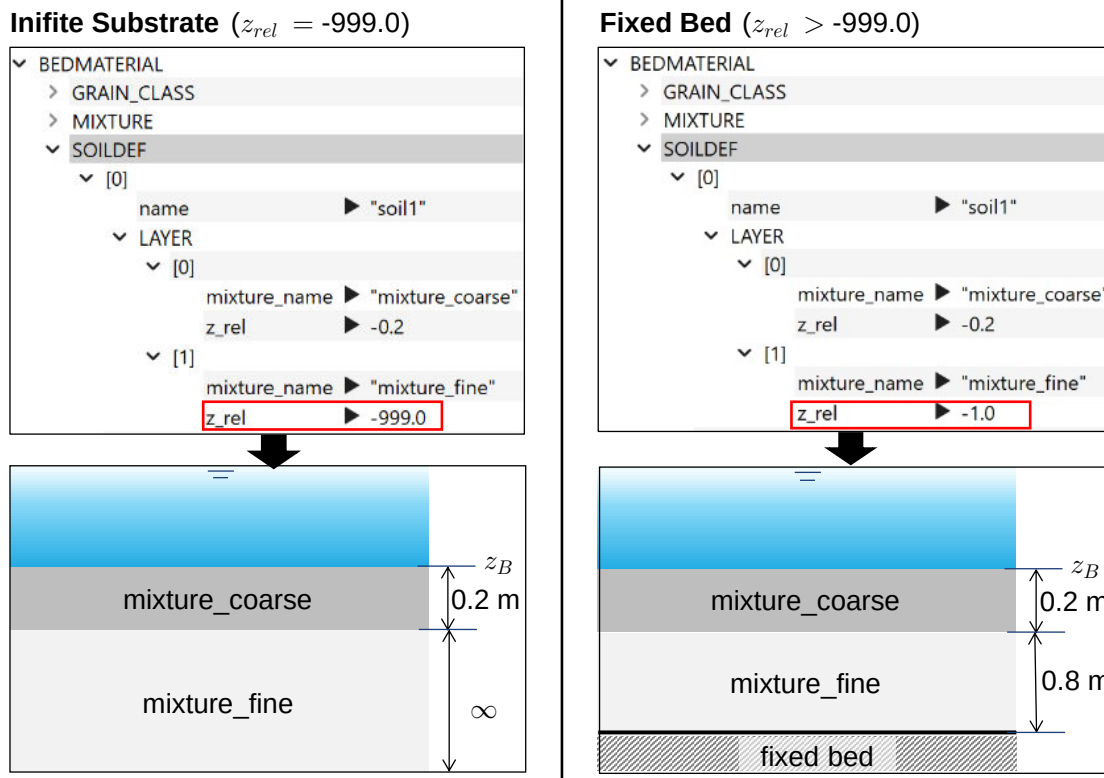 Inifite Substrate (z_rel = -999.0)
BEDMATERIAL
GRAIN_CLASS
MIXTURE
SOILDEF
[0]
name "soil1"
LAYER
[0]
mixture_name "mixture_coarse"
z_rel -0.2
[1]
mixture_name "mixture_fine"
z_rel -999.0
z_B
mixture_coarse 0.2 m
mixture_fine ∞
Fixed Bed (z_rel > -999.0)
BEDMATERIAL
GRAIN_CLASS
MIXTURE
SOILDEF
[0]
name "soil1"
LAYER
[0]
mixture_name "mixture_coarse"
z_rel -0.2
[1]
mixture_name "mixture_fine"
z_rel -1.0
z_B
mixture_coarse 0.2 m
mixture_fine 0.8 m
fixed bed